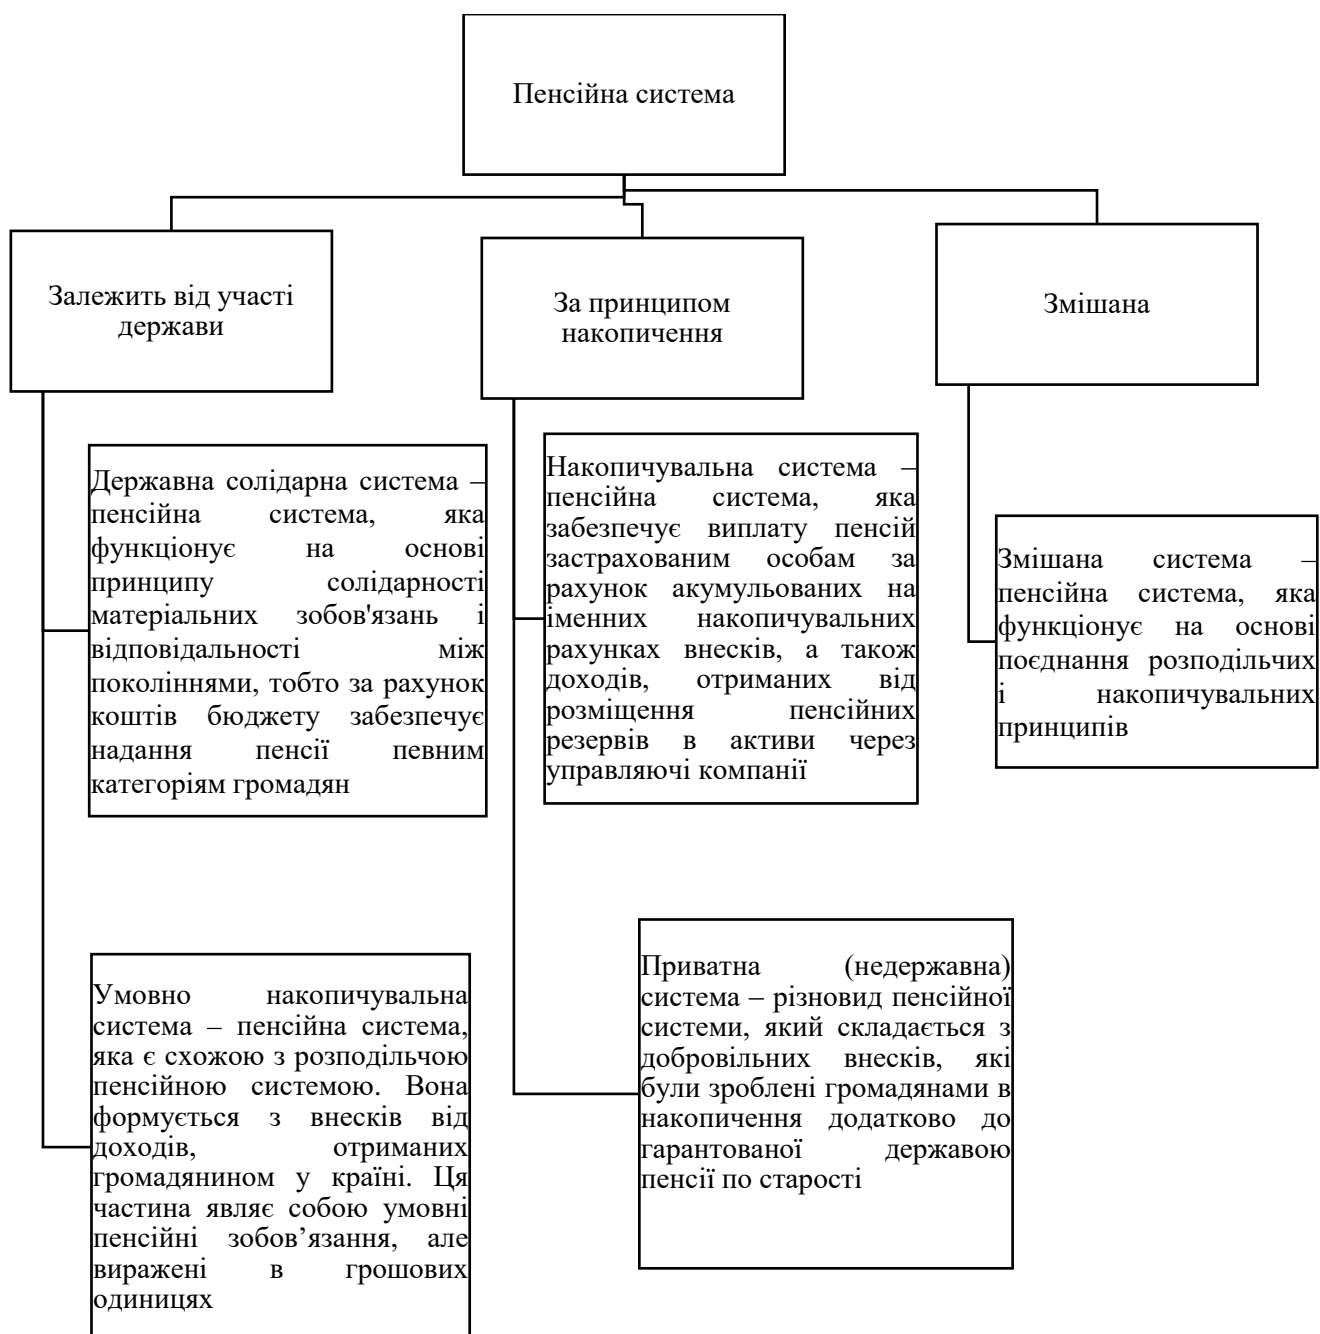 Пенсійна система
Залежить від участі
держави
За принципом
накопичення
Змішана
Державна солідарна система –
пенсійна система, яка
функціонує на основі
принципу солідарності
матеріальних зобов'язань і
відповідальності між
поколіннями, тобто за рахунок
коштів бюджету забезпечує
надання пенсії певним
категоріям громадян
Накопичувальна система –
пенсійна система, яка
забезпечує виплату пенсій
застрахованим особам за
рахунок акумульованих на
іменних накопичувальних
рахунках внесків, а також
доходів, отриманих від
розміщення пенсійних
резервів в активи через
управляючі компанії
Змішана система –
пенсійна система, яка
функціонує на основі
поєднання розподільчих
і накопичувальних
принципів
Умовно накопичувальна
система – пенсійна система,
яка є схожою з розподільчою
пенсійною системою. Вона
формується з внесків від
доходів, отриманих
громадянином у країні. Ця
частина являє собою умовні
пенсійні зобов’язання, але
виражені в грошових
одиницях
Приватна (недержавна)
система – різновид пенсійної
системи, який складається з
добровільних внесків, які
були зроблені громадянами в
накопичення додатково до
гарантованої державою
пенсії по старості